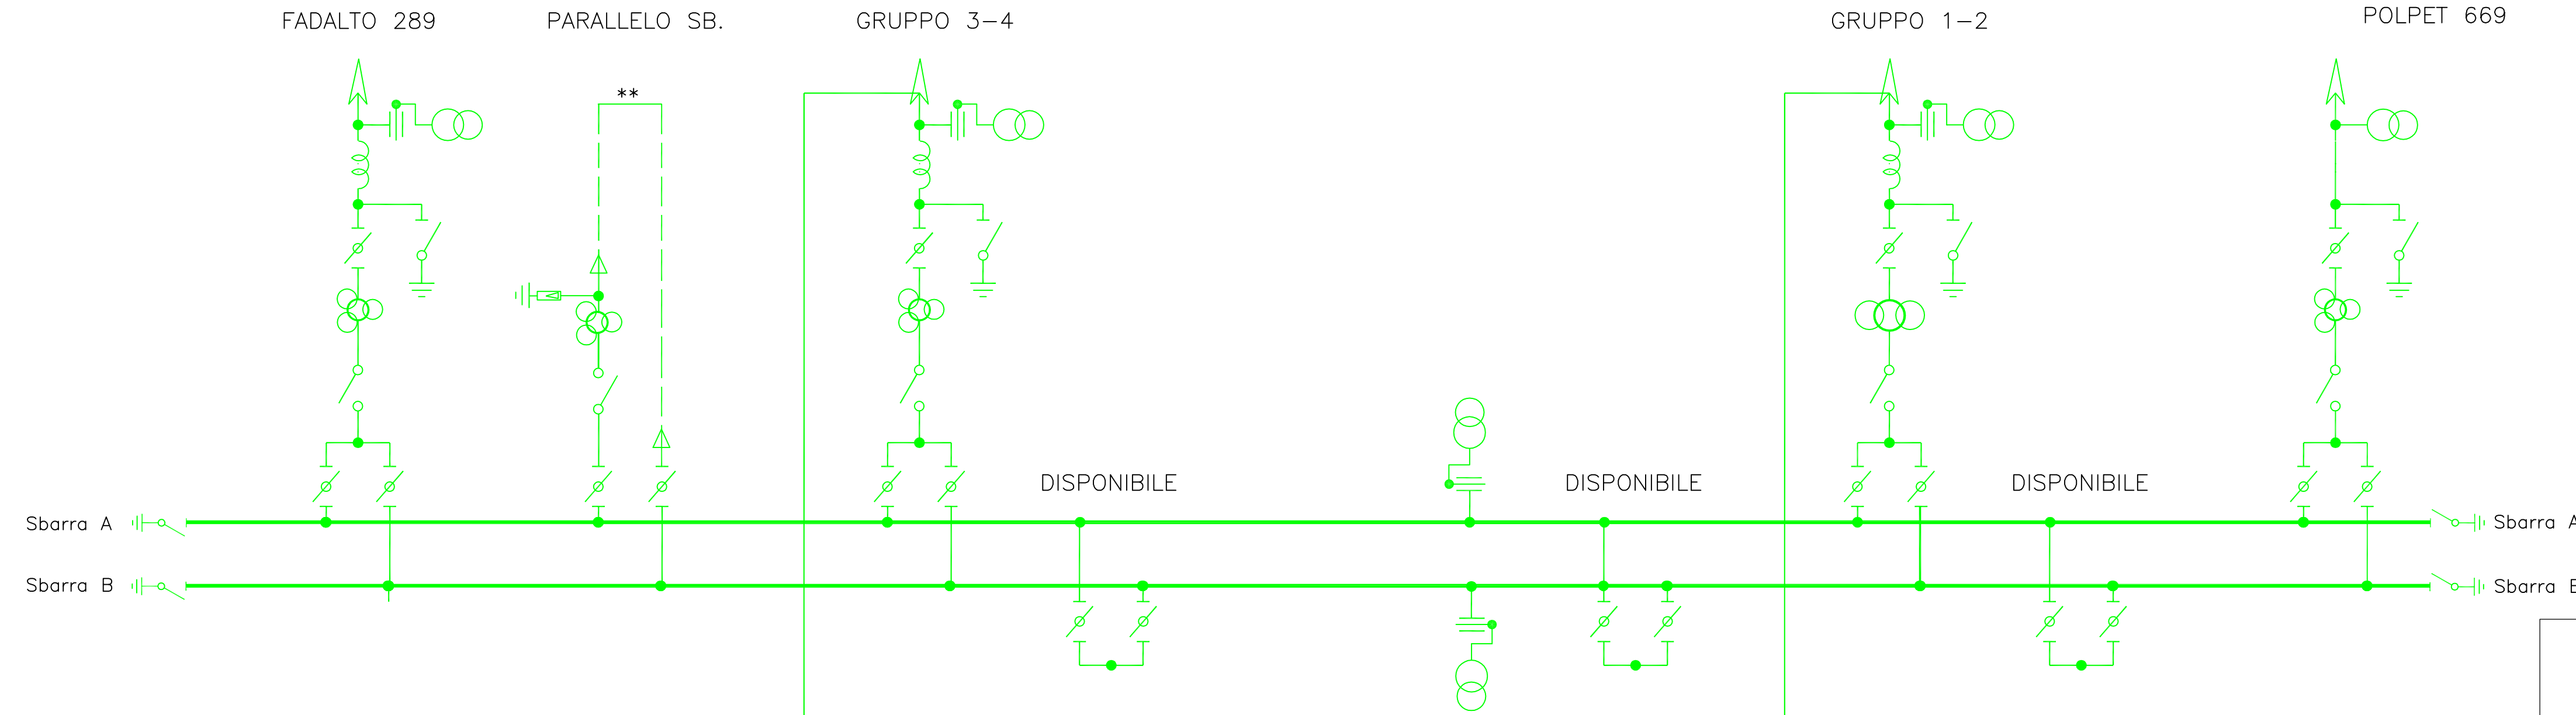 FADALTO 289
PARALLELO SB.
GRUPPO 3-4
GRUPPO 1-2
POLPET 669
**
DISPONIBILE
DISPONIBILE
DISPONIBILE
Sbarra A
Sbarra A
Sbarra B
Sbarra B